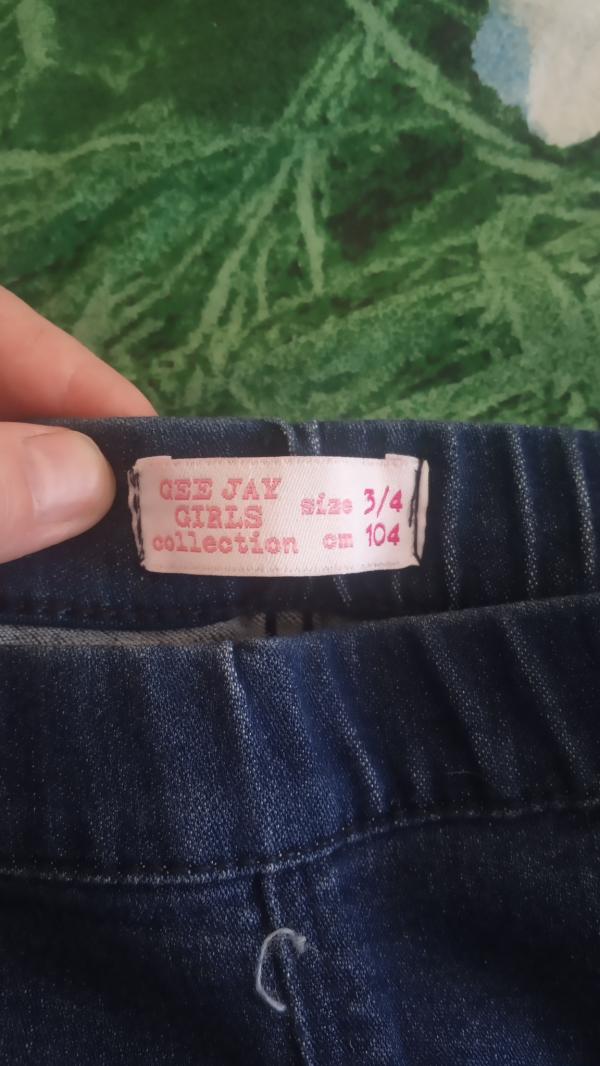 GEE JAY
GIRLS
collection
size 3/4
cm 104